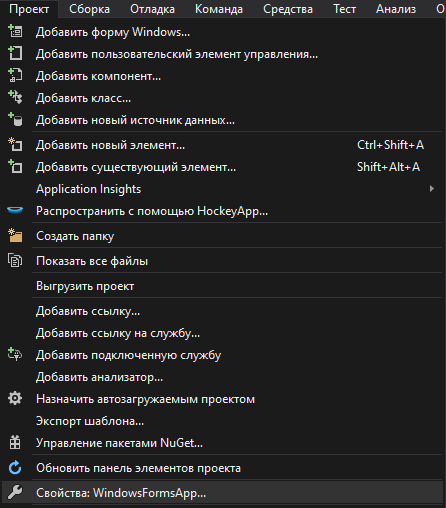 Проект Сборка Отладка Команда Средства Тест Анализ О
Добавить форму Windows...
Добавить пользовательский элемент управления...
Добавить компонент...
Добавить класс...
Добавить новый источник данных...
Добавить новый элемент... Ctrl+Shift+A
Добавить существующий элемент... Shift+Alt+A
Application Insights
Распространить с помощью HockeyApp...
Создать папку
Показать все файлы
Выгрузить проект
Добавить ссылку...
Добавить ссылку на службу...
Добавить подключенную службу
Добавить анализатор...
Назначить автозагружаемым проектом
Экспорт шаблона...
Управление пакетами NuGet...
Обновить панель элементов проекта
Свойства: WindowsFormsApp...